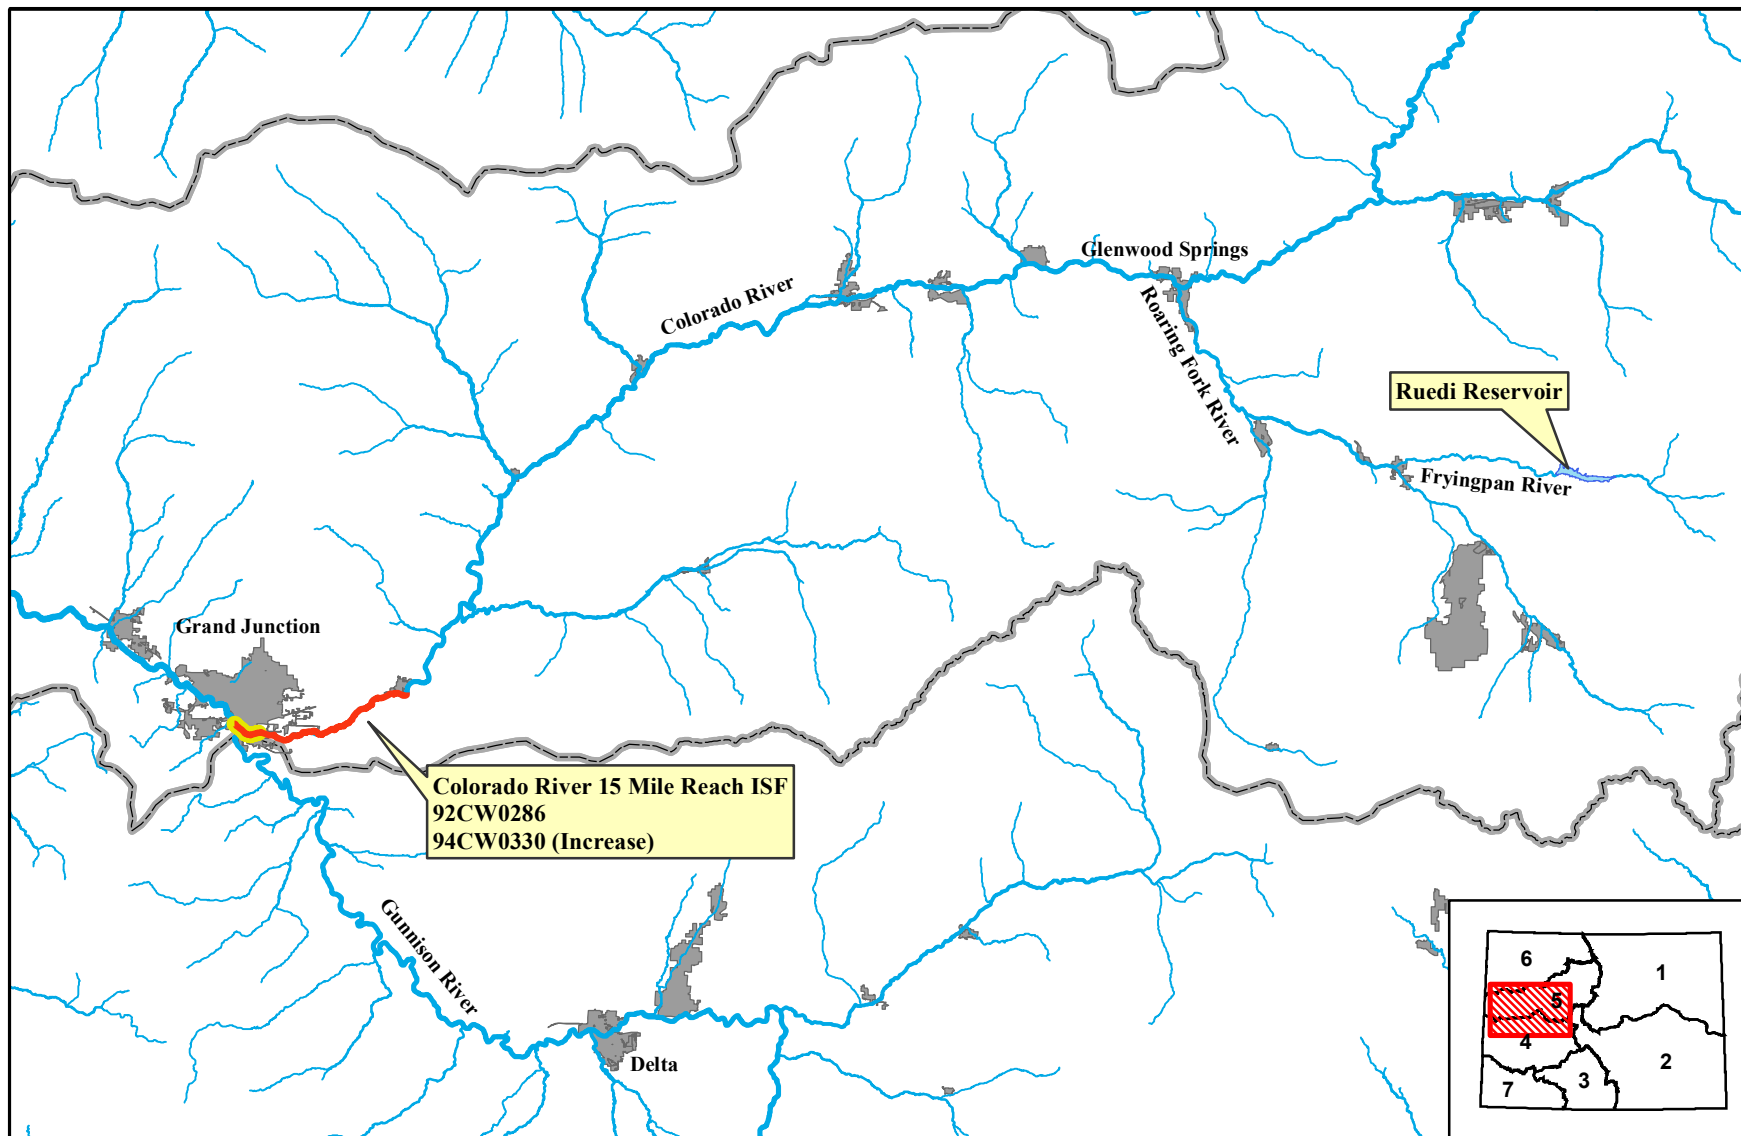 Glenwood Springs
Colorado River
Roaring Fork River
Ruedi Reservoir
Fryingpan River
Grand Junction
Colorado River 15 Mile Reach ISF
92CW0286
94CW0330 (Increase)
Gunnison River
Delta
6
1
5
4
2
3
7